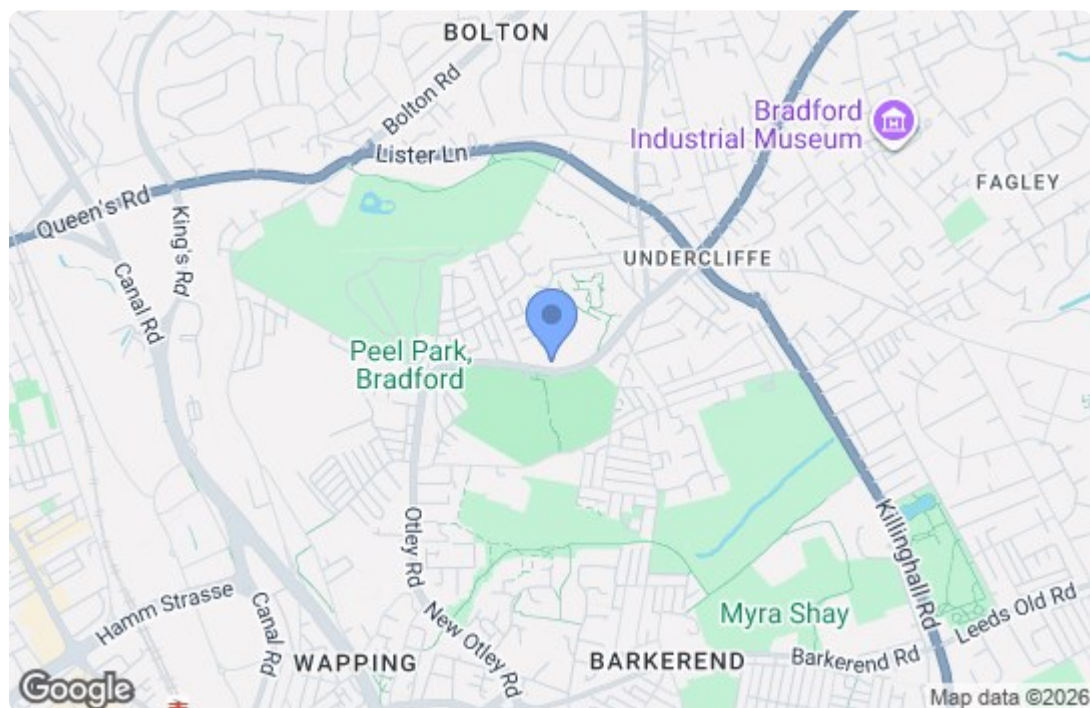 BOLTON
Bolton Rd
Bradford
Industrial Museum
Lister Ln
FAGLEY
Queen's Rd
King's Rd
UNDERCLIFFE
Canal Rd
Peel Park,
Bradford
Otley Rd
Killinghall Rd
Hamm Strasse
Canal Rd
New Otley Rd
Myra Shay
Leeds Old Rd
WAPPING
BARKEREND
Barkerend Rd
Google
Map data ©2026